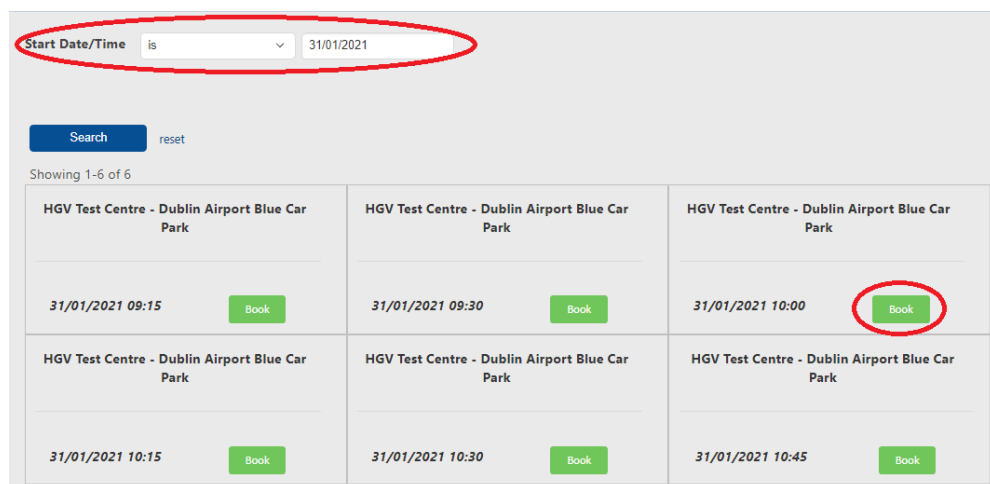 Start Date/Time is 31/01/2021
Search reset
Showing 1-6 of 6
HGV Test Centre - Dublin Airport Blue Car
Park
HGV Test Centre - Dublin Airport Blue Car
Park
HGV Test Centre - Dublin Airport Blue Car
Park
31/01/2021 09:15 Book
31/01/2021 09:30 Book
31/01/2021 10:00 Book
HGV Test Centre - Dublin Airport Blue Car
Park
HGV Test Centre - Dublin Airport Blue Car
Park
HGV Test Centre - Dublin Airport Blue Car
Park
31/01/2021 10:15 Book
31/01/2021 10:30 Book
31/01/2021 10:45 Book